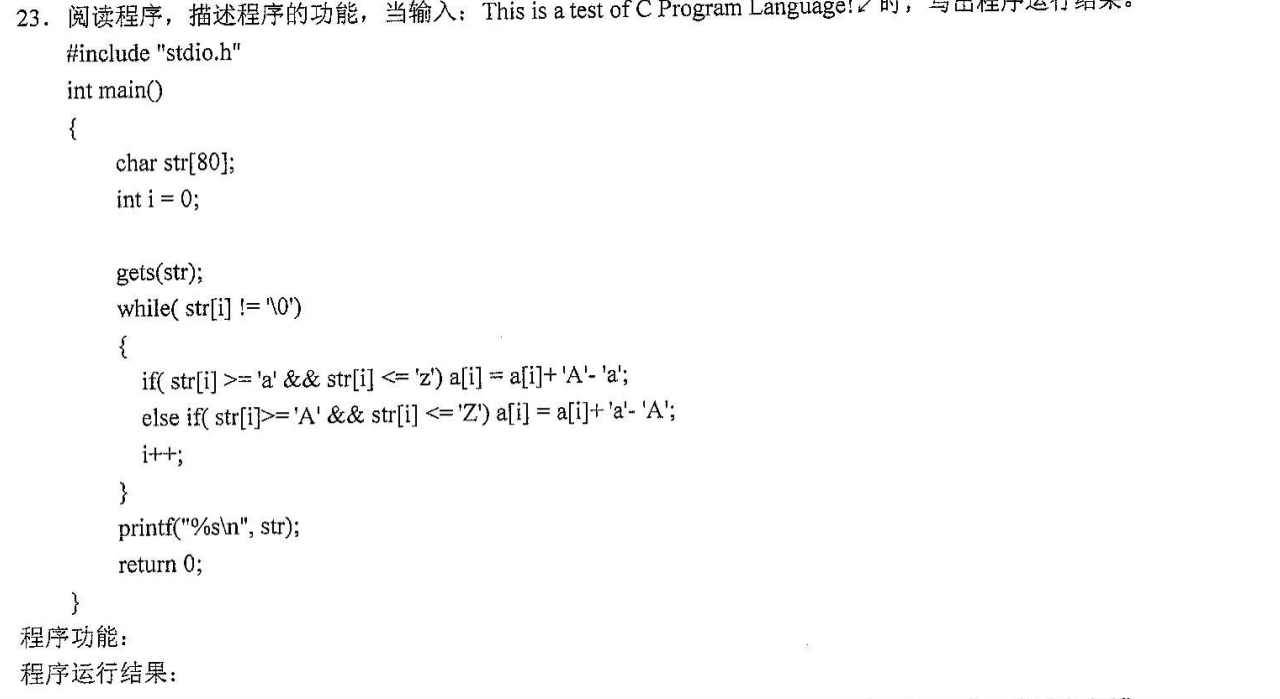 23. 阅读程序，描述程序的功能，当输入：This is a test of C Program Language!↙时，写出程序运行结果。
#include "stdio.h"
int main()
{
char str[80];
int i = 0;
gets(str);
while( str[i] != '\0')
{
if( str[i] >= 'a' && str[i] <= 'z') a[i] = a[i]+ 'A'- 'a';
else if( str[i]>= 'A' && str[i] <= 'Z') a[i] = a[i]+ 'a'- 'A';
i++;
}
printf("%s\n", str);
return 0;
}
程序功能：
程序运行结果：